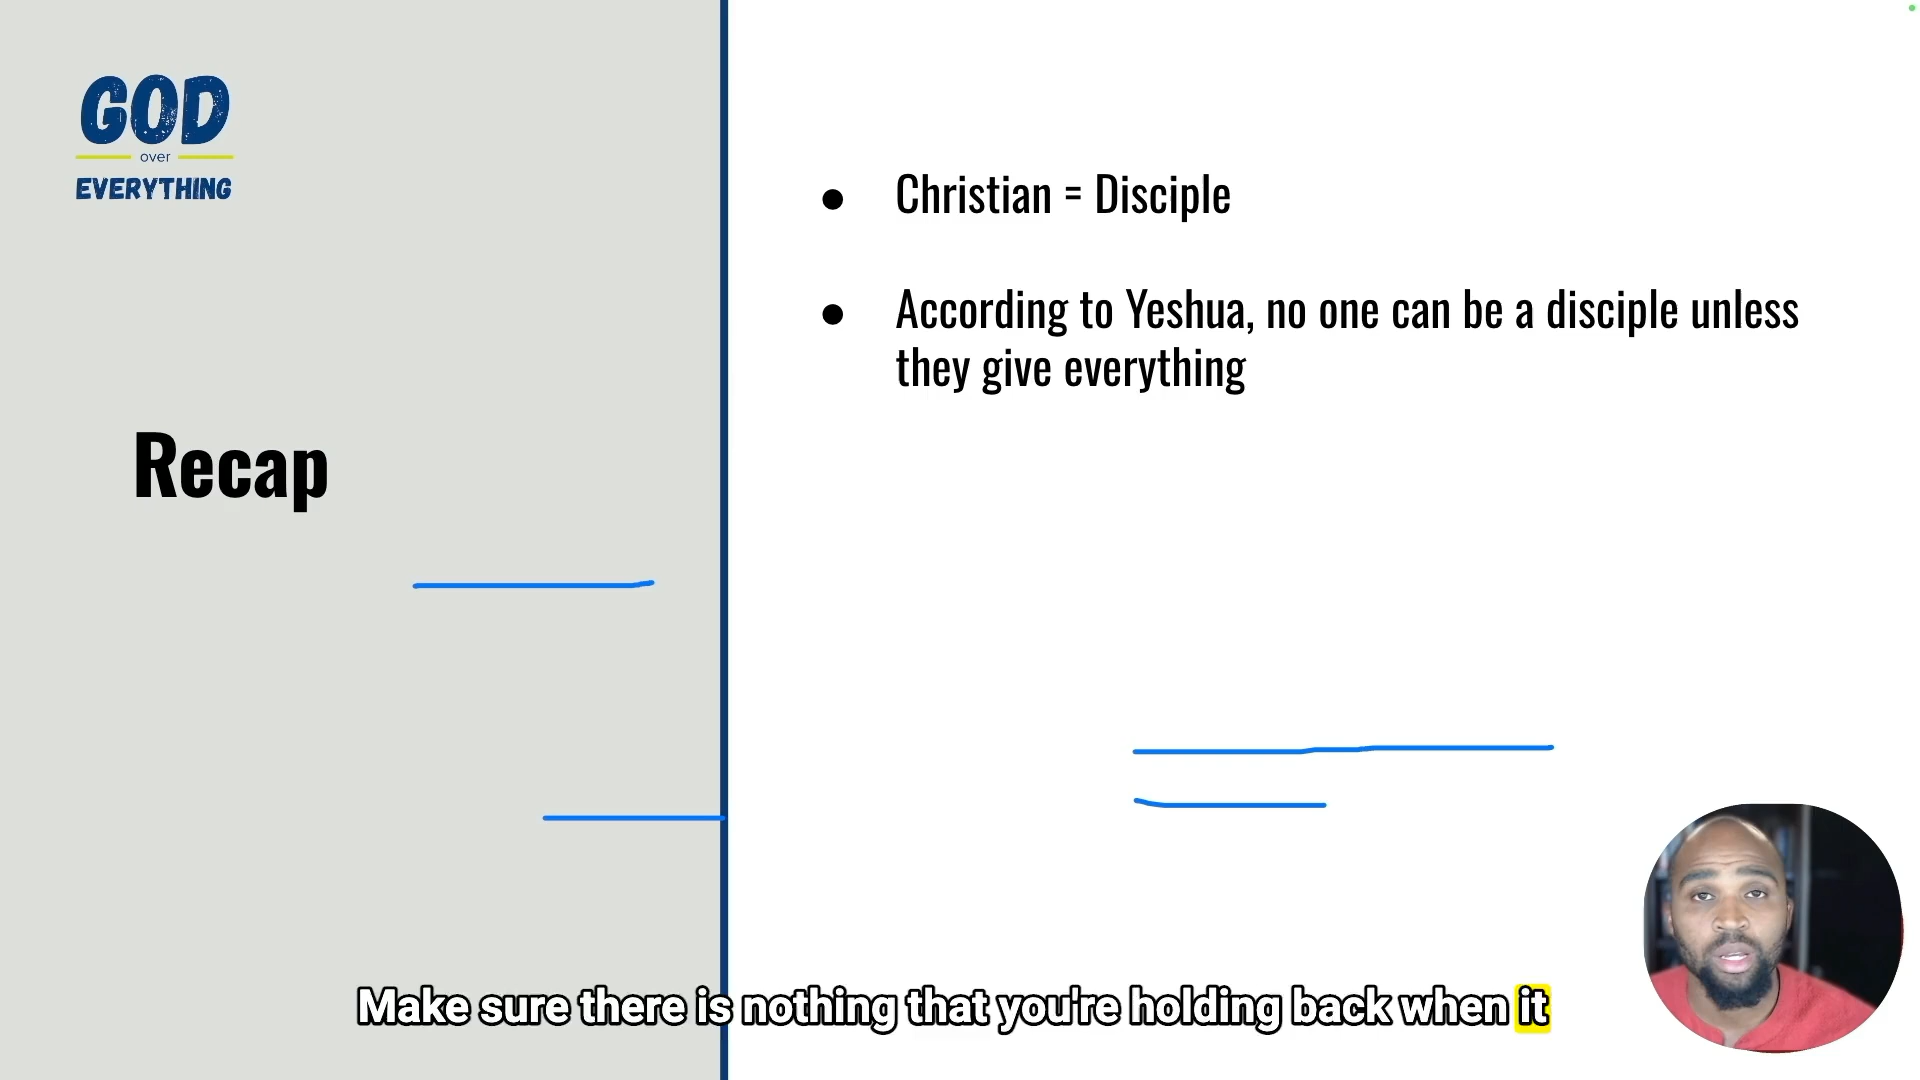 GOD
over
EVERYTHING
Recap
● Christian = Disciple
● According to Yeshua, no one can be a disciple unless
they give everything
Make sure there is nothing that you're holding back when it